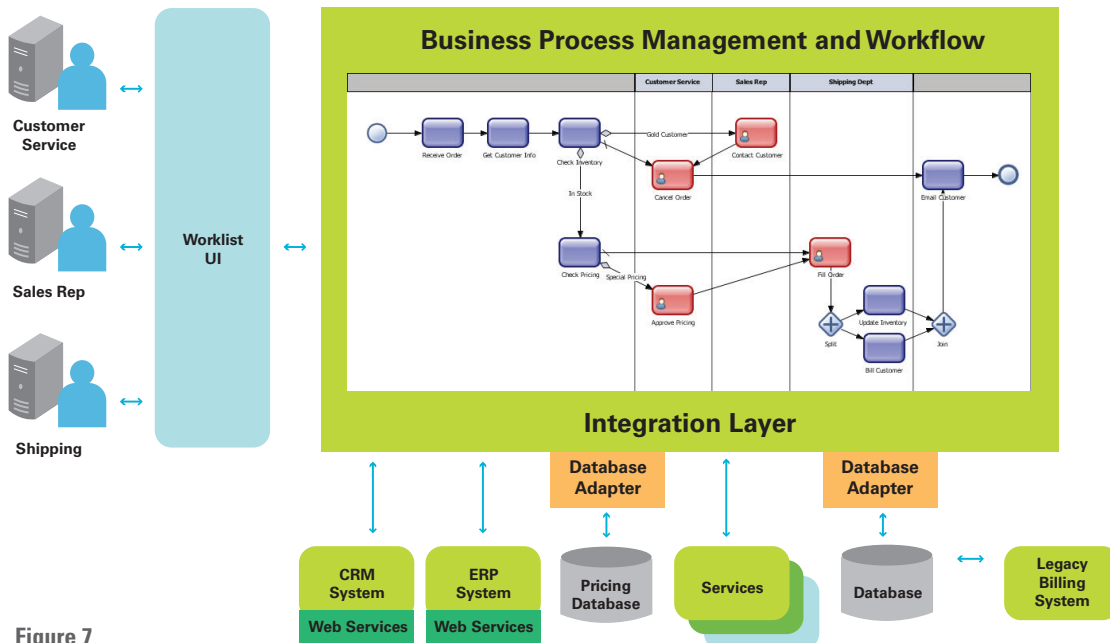 Business Process Management and Workflow
Customer Service
Sales Rep
Shipping Dept
Gold Customer
Receive Order
Get Customer Info
Check Inventory
Contact Customer
In Stock
Cancel Order
Email Customer
Check Pricing
Special Pricing
Fill Order
Approve Pricing
Update Inventory
Split
Join
Bill Customer
Integration Layer
Customer
Service
Sales Rep
Shipping
Worklist
UI
Database
Adapter
Database
Adapter
CRM
System
Web Services
ERP
System
Web Services
Pricing
Database
Services
Database
Legacy
Billing
System
Figure 7